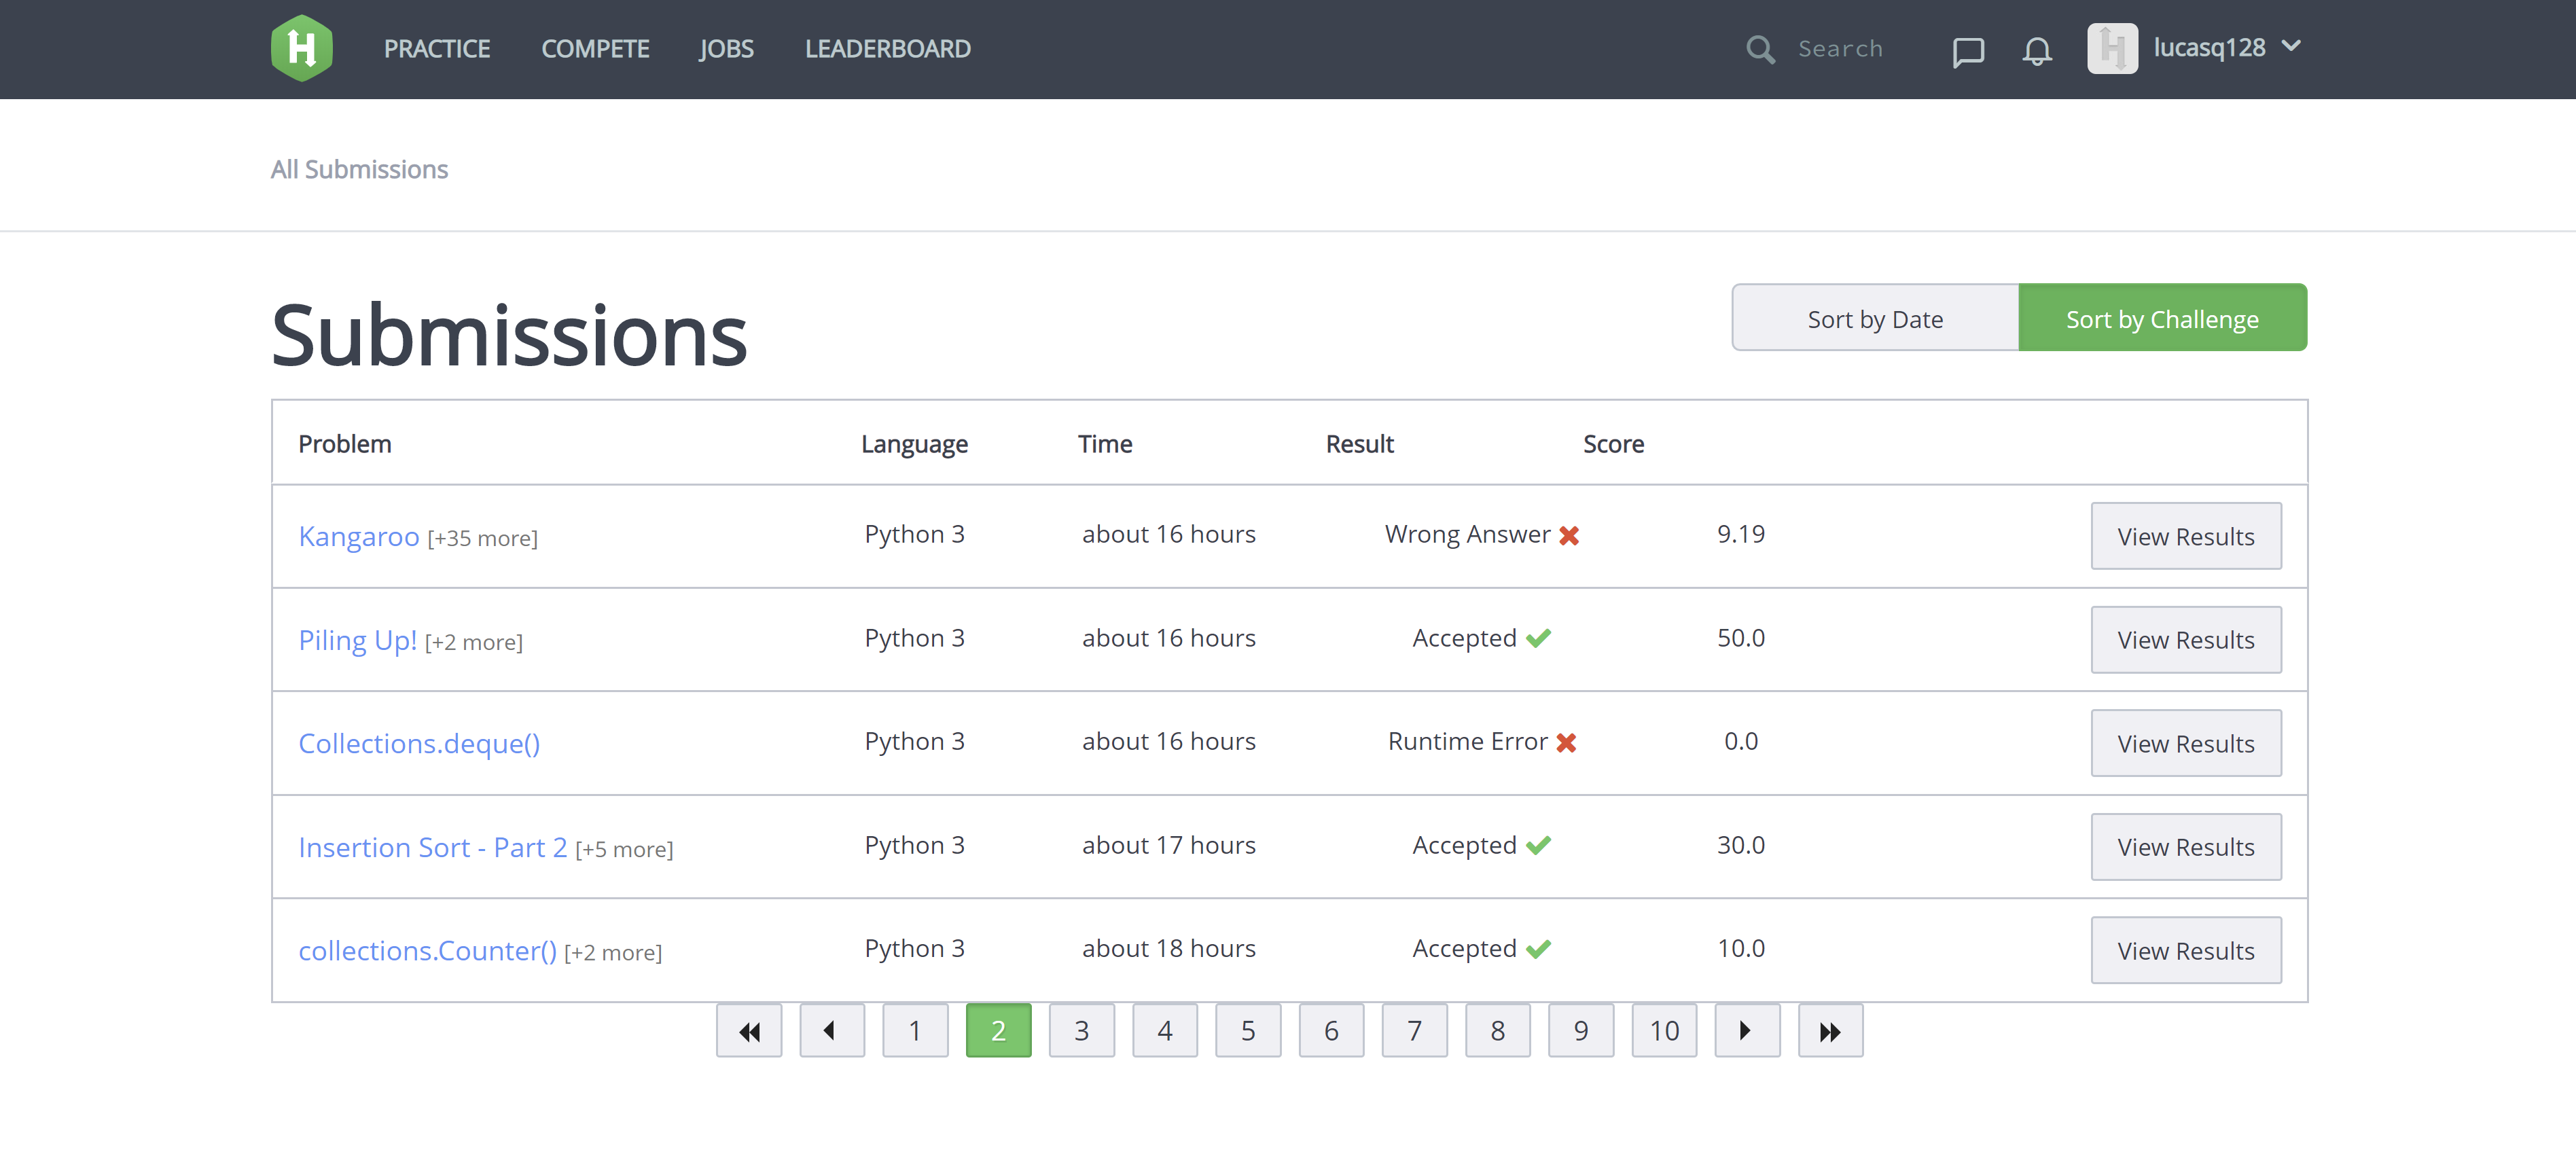 PRACTICE COMPETE JOBS LEADERBOARD Search lucasq128
All Submissions
Submissions
Sort by Date Sort by Challenge
Problem Language Time Result Score
Kangaroo [+35 more] Python 3 about 16 hours Wrong Answer 9.19 View Results
Piling Up! [+2 more] Python 3 about 16 hours Accepted 50.0 View Results
Collections.deque() Python 3 about 16 hours Runtime Error 0.0 View Results
Insertion Sort - Part 2 [+5 more] Python 3 about 17 hours Accepted 30.0 View Results
collections.Counter() [+2 more] Python 3 about 18 hours Accepted 10.0 View Results
1 2 3 4 5 6 7 8 9 10